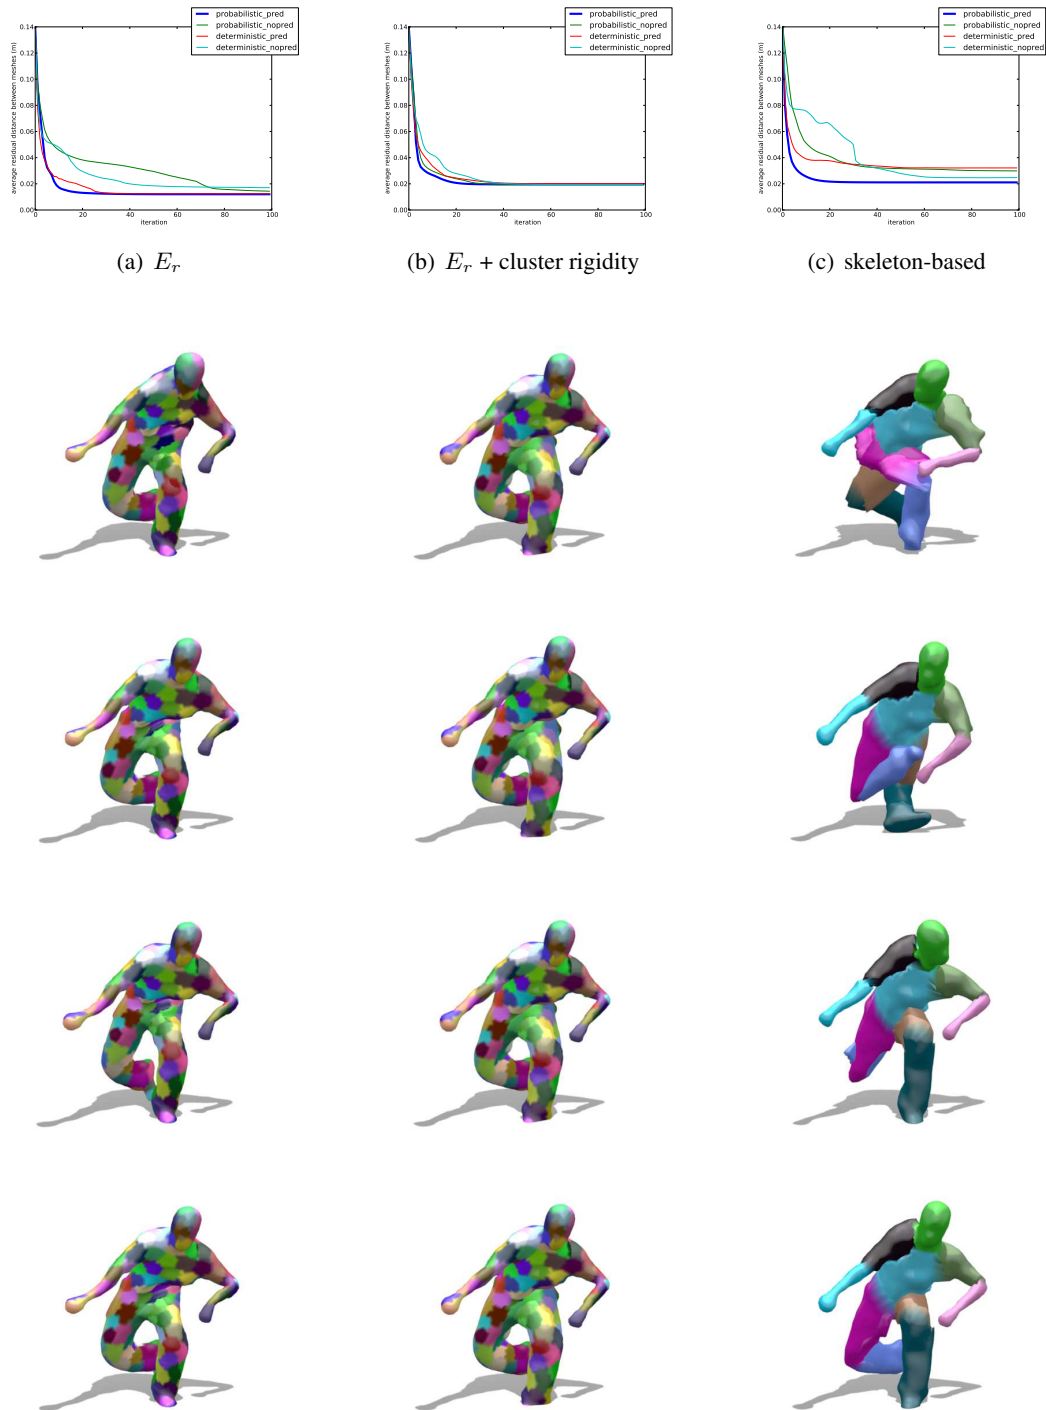 probabilistic_pred
probabilistic_nopred
deterministic_pred
deterministic_nopred
average residual distance between meshes (m)
0.14
0.12
0.10
0.08
0.06
0.04
0.02
0.00
0 20 40 60 80 100
iteration
(a) E_r
probabilistic_pred
probabilistic_nopred
deterministic_pred
deterministic_nopred
average residual distance between meshes (m)
0.14
0.12
0.10
0.08
0.06
0.04
0.02
0.00
0 20 40 60 80 100
iteration
(b) E_r + cluster rigidity
probabilistic_pred
probabilistic_nopred
deterministic_pred
deterministic_nopred
average residual distance between meshes (m)
0.14
0.12
0.10
0.08
0.06
0.04
0.02
0.00
0 20 40 60 80 100
iteration
(c) skeleton-based